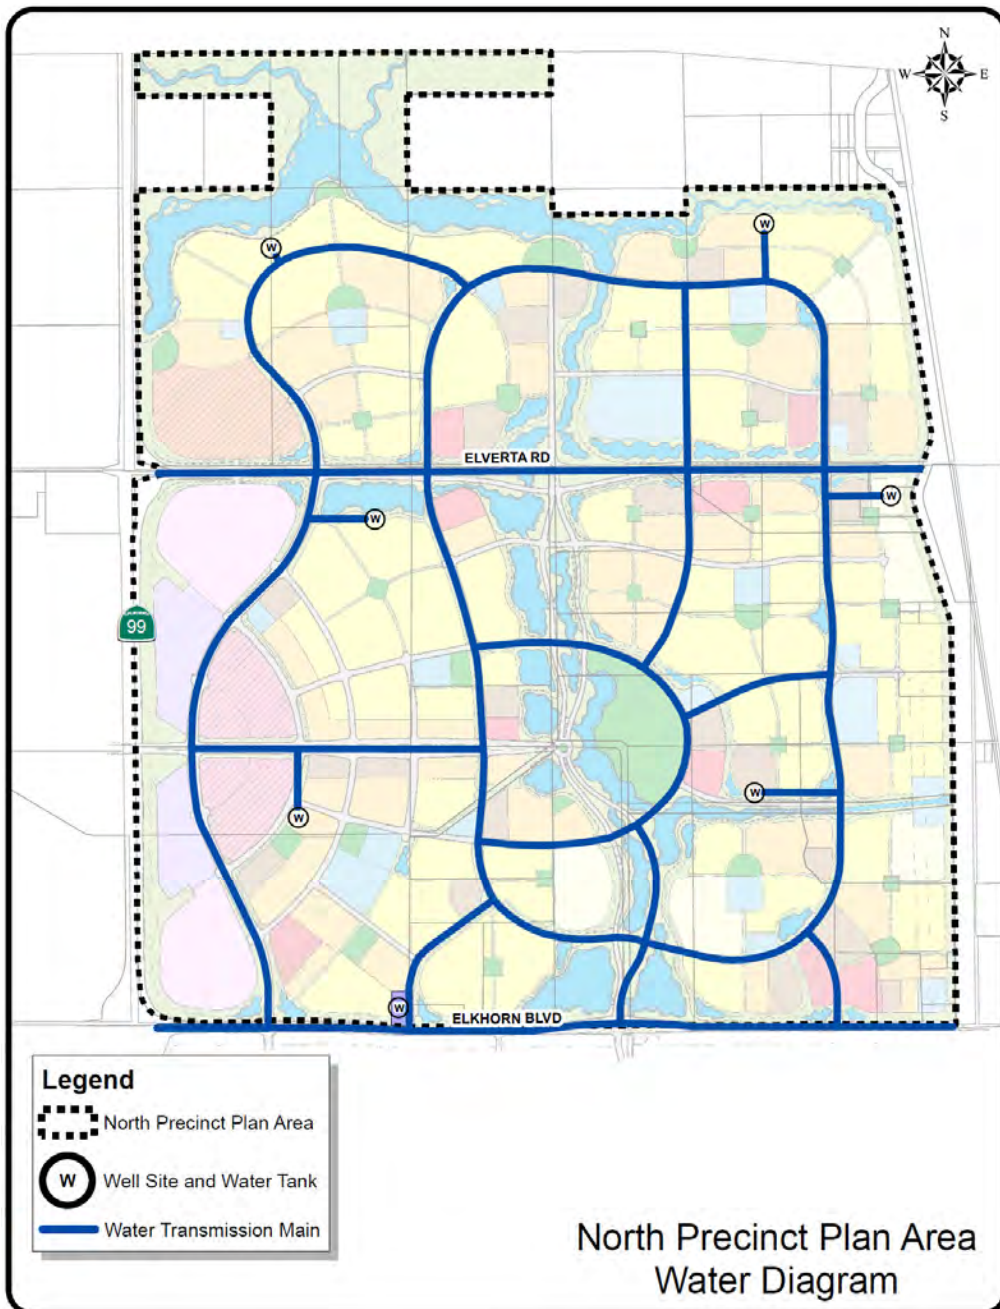 N
W
E
S
W
W
ELVERTA RD
W
W
99
W
W
W
ELKHORN BLVD
Legend
North Precinct Plan Area
W Well Site and Water Tank
Water Transmission Main
North Precinct Plan Area
Water Diagram